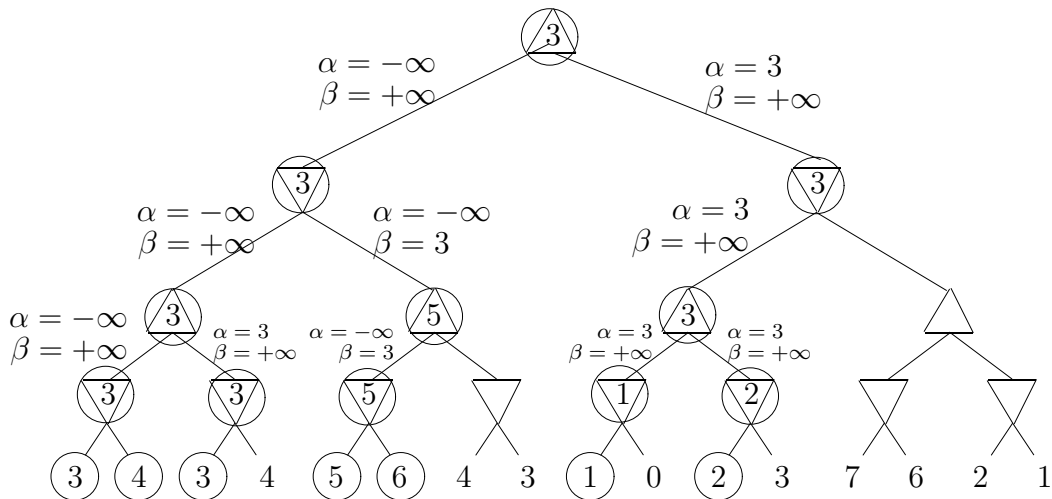 3
α = −∞
β = +∞
α = 3
β = +∞
3
3
α = −∞
β = +∞
α = −∞
β = 3
α = 3
β = +∞
3
5
3
α = −∞
β = +∞
α = 3
β = +∞
α = −∞
β = 3
α = 3
β = +∞
α = 3
β = +∞
3
3
5
1
2
3 4 3 4 5 6 4 3 1 0 2 3 7 6 2 1